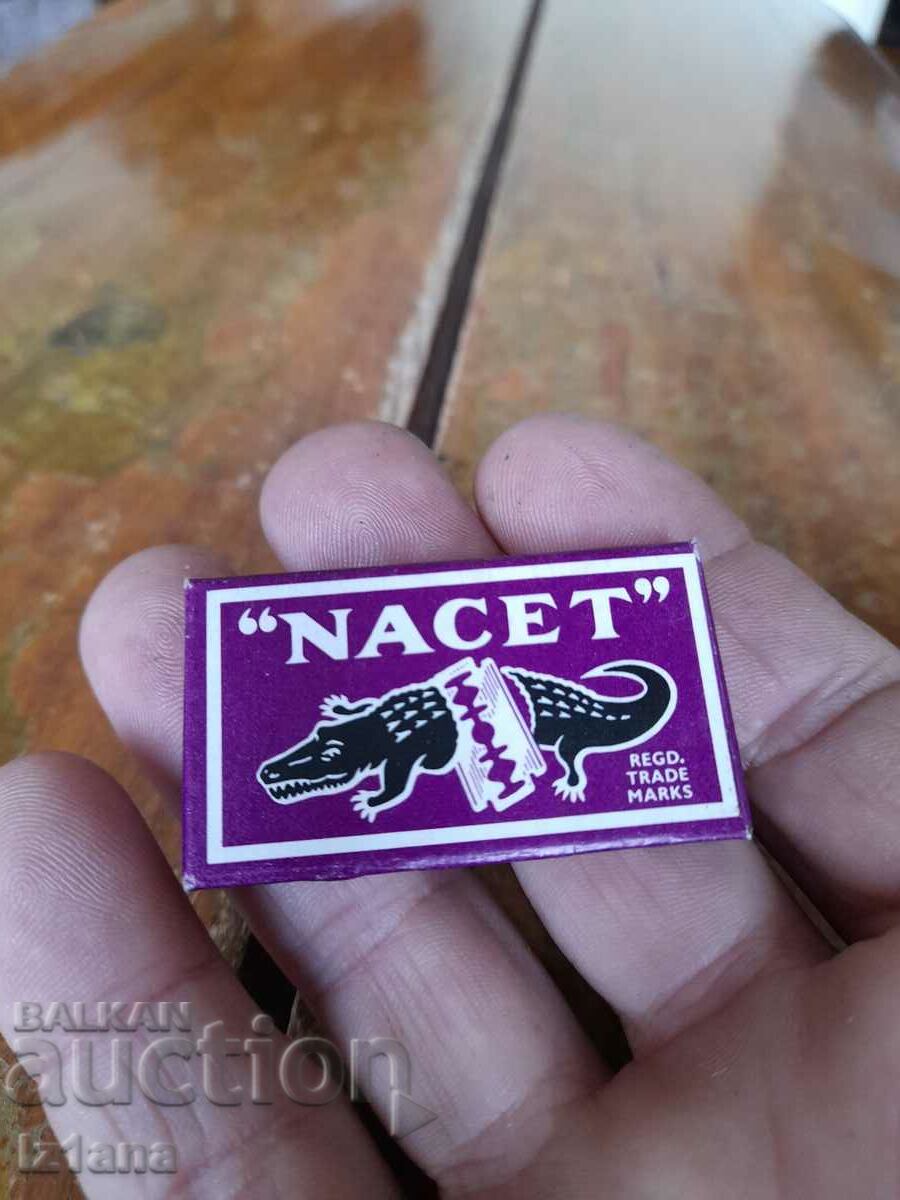 “NACET”
REGD.
TRADE
MARKS
BALKAN
auction
Iz1ana